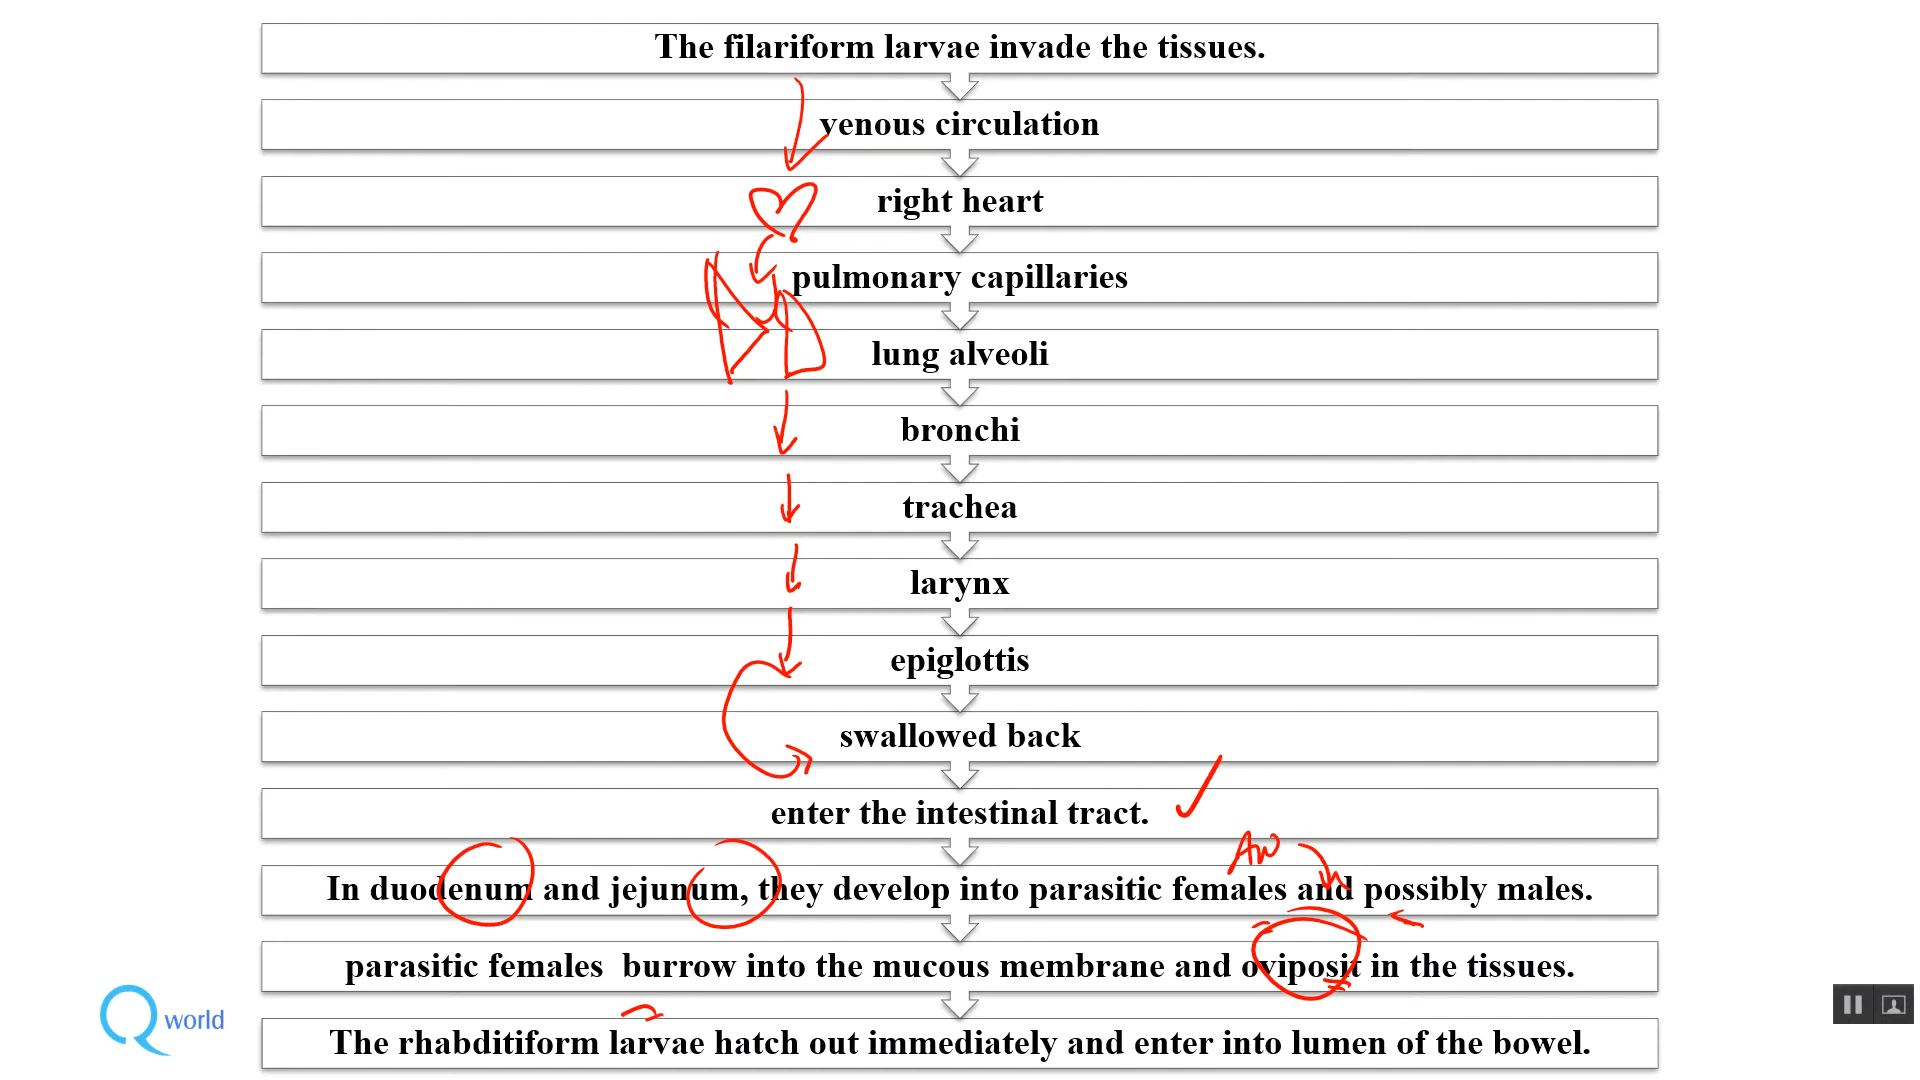 The filariform larvae invade the tissues.
venous circulation
right heart
pulmonary capillaries
lung alveoli
bronchi
trachea
larynx
epiglottis
swallowed back
enter the intestinal tract.
In duodenum and jejunum, they develop into parasitic females and possibly males.
parasitic females burrow into the mucous membrane and oviposit in the tissues.
The rhabditiform larvae hatch out immediately and enter into lumen of the bowel.
Q world